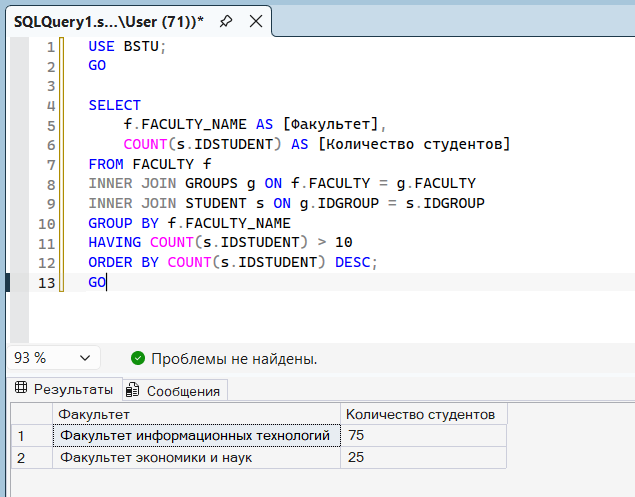 SQLQuery1.s...\User (71))*
1 USE BSTU;
2 GO
3
4 SELECT
5 f.FACULTY_NAME AS [Факультет],
6 COUNT(s.IDSTUDENT) AS [Количество студентов]
7 FROM FACULTY f
8 INNER JOIN GROUPS g ON f.FACULTY = g.FACULTY
9 INNER JOIN STUDENT s ON g.IDGROUP = s.IDGROUP
10 GROUP BY f.FACULTY_NAME
11 HAVING COUNT(s.IDSTUDENT) > 10
12 ORDER BY COUNT(s.IDSTUDENT) DESC;
13 GO
93 % Проблемы не найдены.
Результаты Сообщения
Факультет Количество студентов
1 Факультет информационных технологий 75
2 Факультет экономики и наук 25